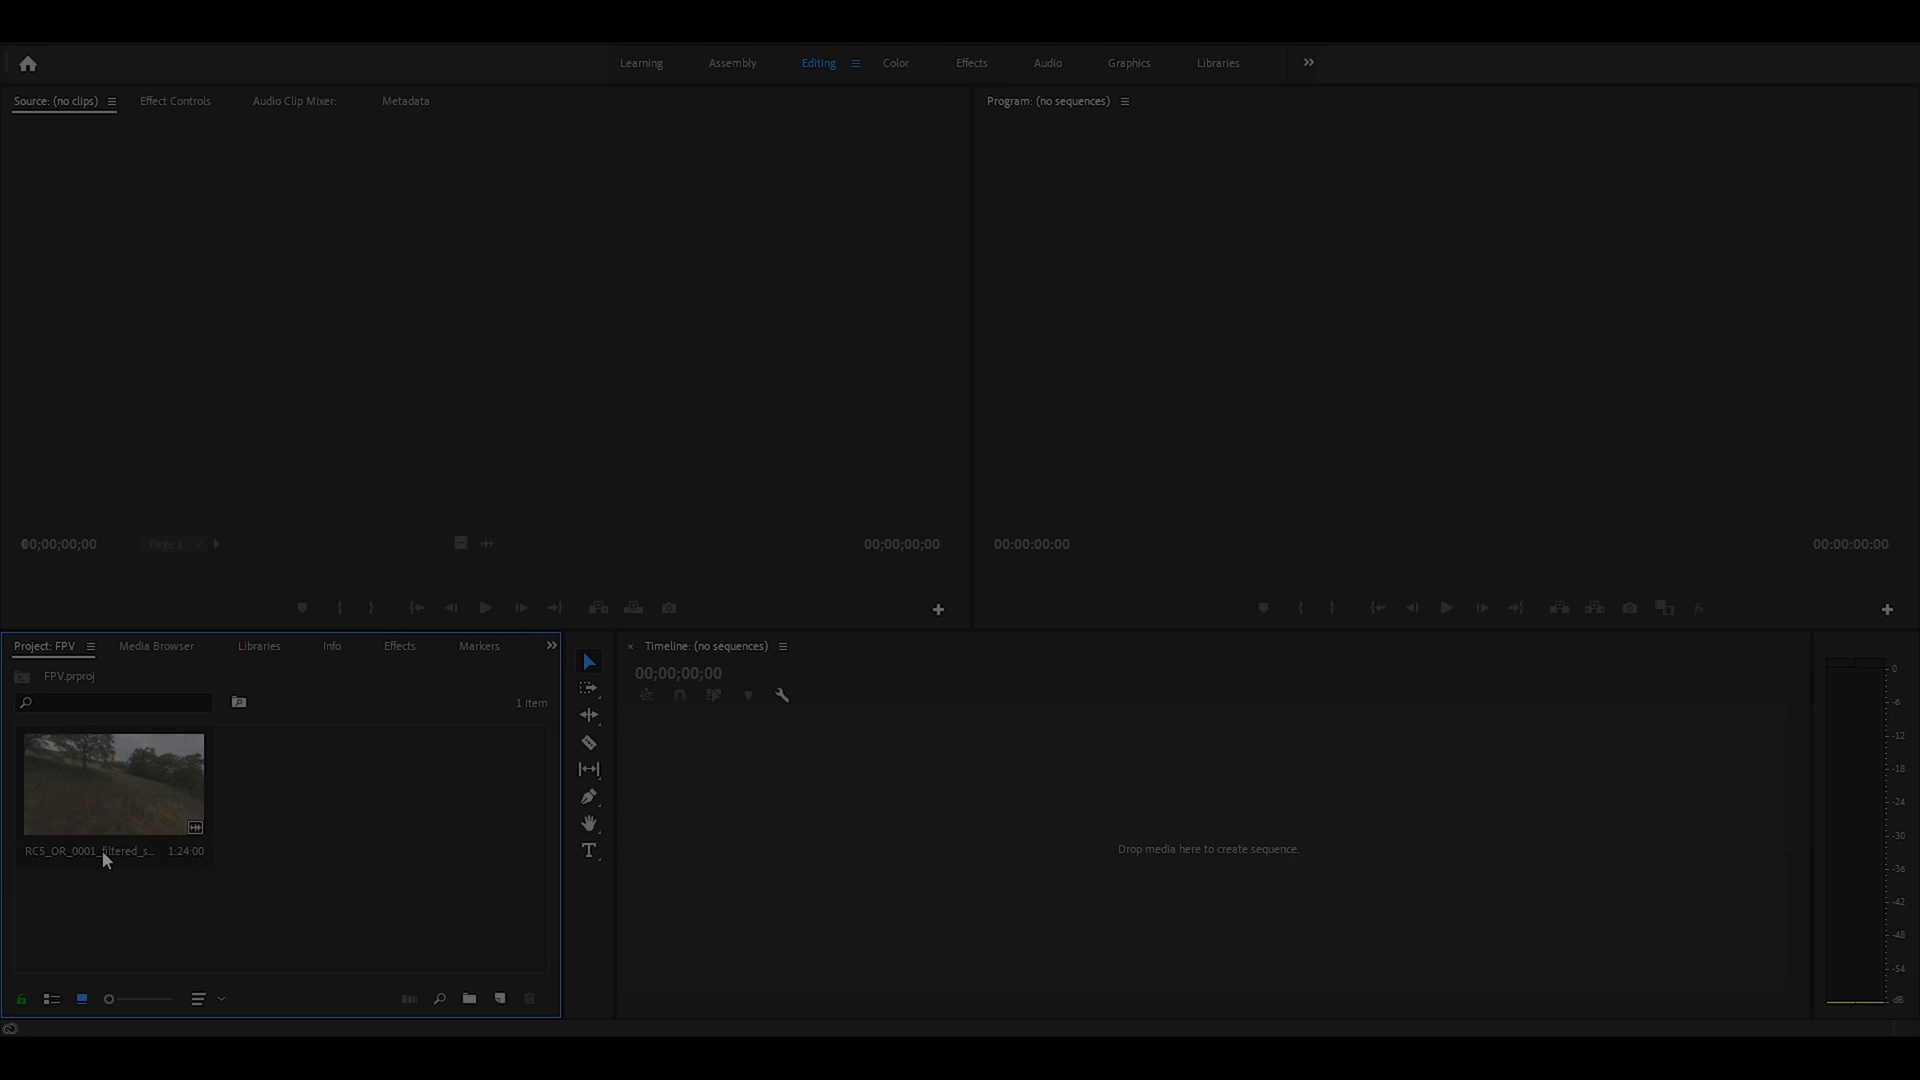 Learning Assembly Editing Color Effects Audio Graphics Libraries
Source: (no clips) Effect Controls Audio Clip Mixer: Metadata
Program: (no sequences)
00;00;00;00 Page 1 00;00;00;00
00:00:00:00 00:00:00:00
Project: FPV Media Browser Libraries Info Effects Markers
FPV.prproj
1 Item
RC5_OR_0001_filtered_s... 1:24:00
Timeline: (no sequences)
00;00;00;00
Drop media here to create sequence.
0
-6
-12
-18
-24
-30
-36
-42
-48
-54
dB